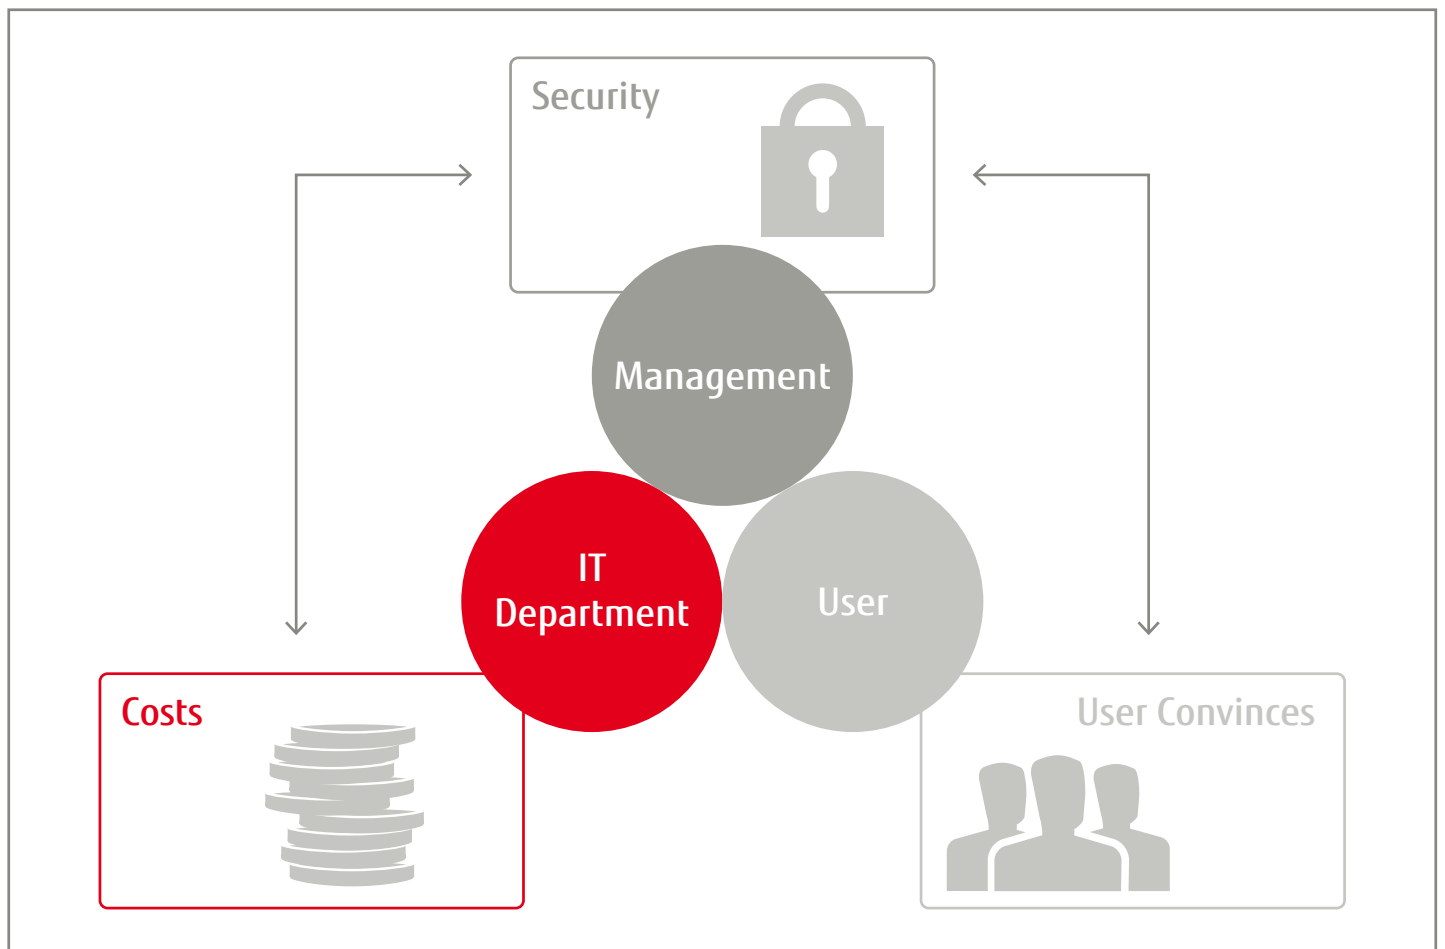 Security
Management
IT
Department
User
Costs
User Convinces